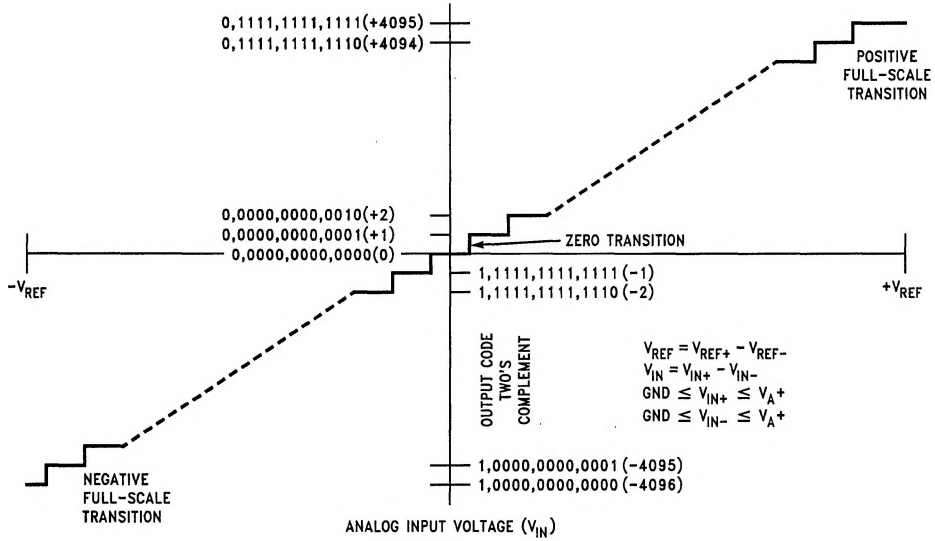 0,1111,1111,1111(+4095)
0,1111,1111,1110(+4094)
POSITIVE
FULL-SCALE
TRANSITION
0,0000,0000,0010(+2)
0,0000,0000,0001(+1)
0,0000,0000,0000(0)
ZERO TRANSITION
-VREF
+VREF
1,1111,1111,1111(-1)
1,1111,1111,1110(-2)
OUTPUT CODE
TWO'S
COMPLEMENT
VREF = VREF+ - VREF-
VIN = VIN+ - VIN-
GND ≤ VIN+ ≤ VA+
GND ≤ VIN- ≤ VA+
1,0000,0000,0001(-4095)
1,0000,0000,0000(-4096)
NEGATIVE
FULL-SCALE
TRANSITION
ANALOG INPUT VOLTAGE (VIN)